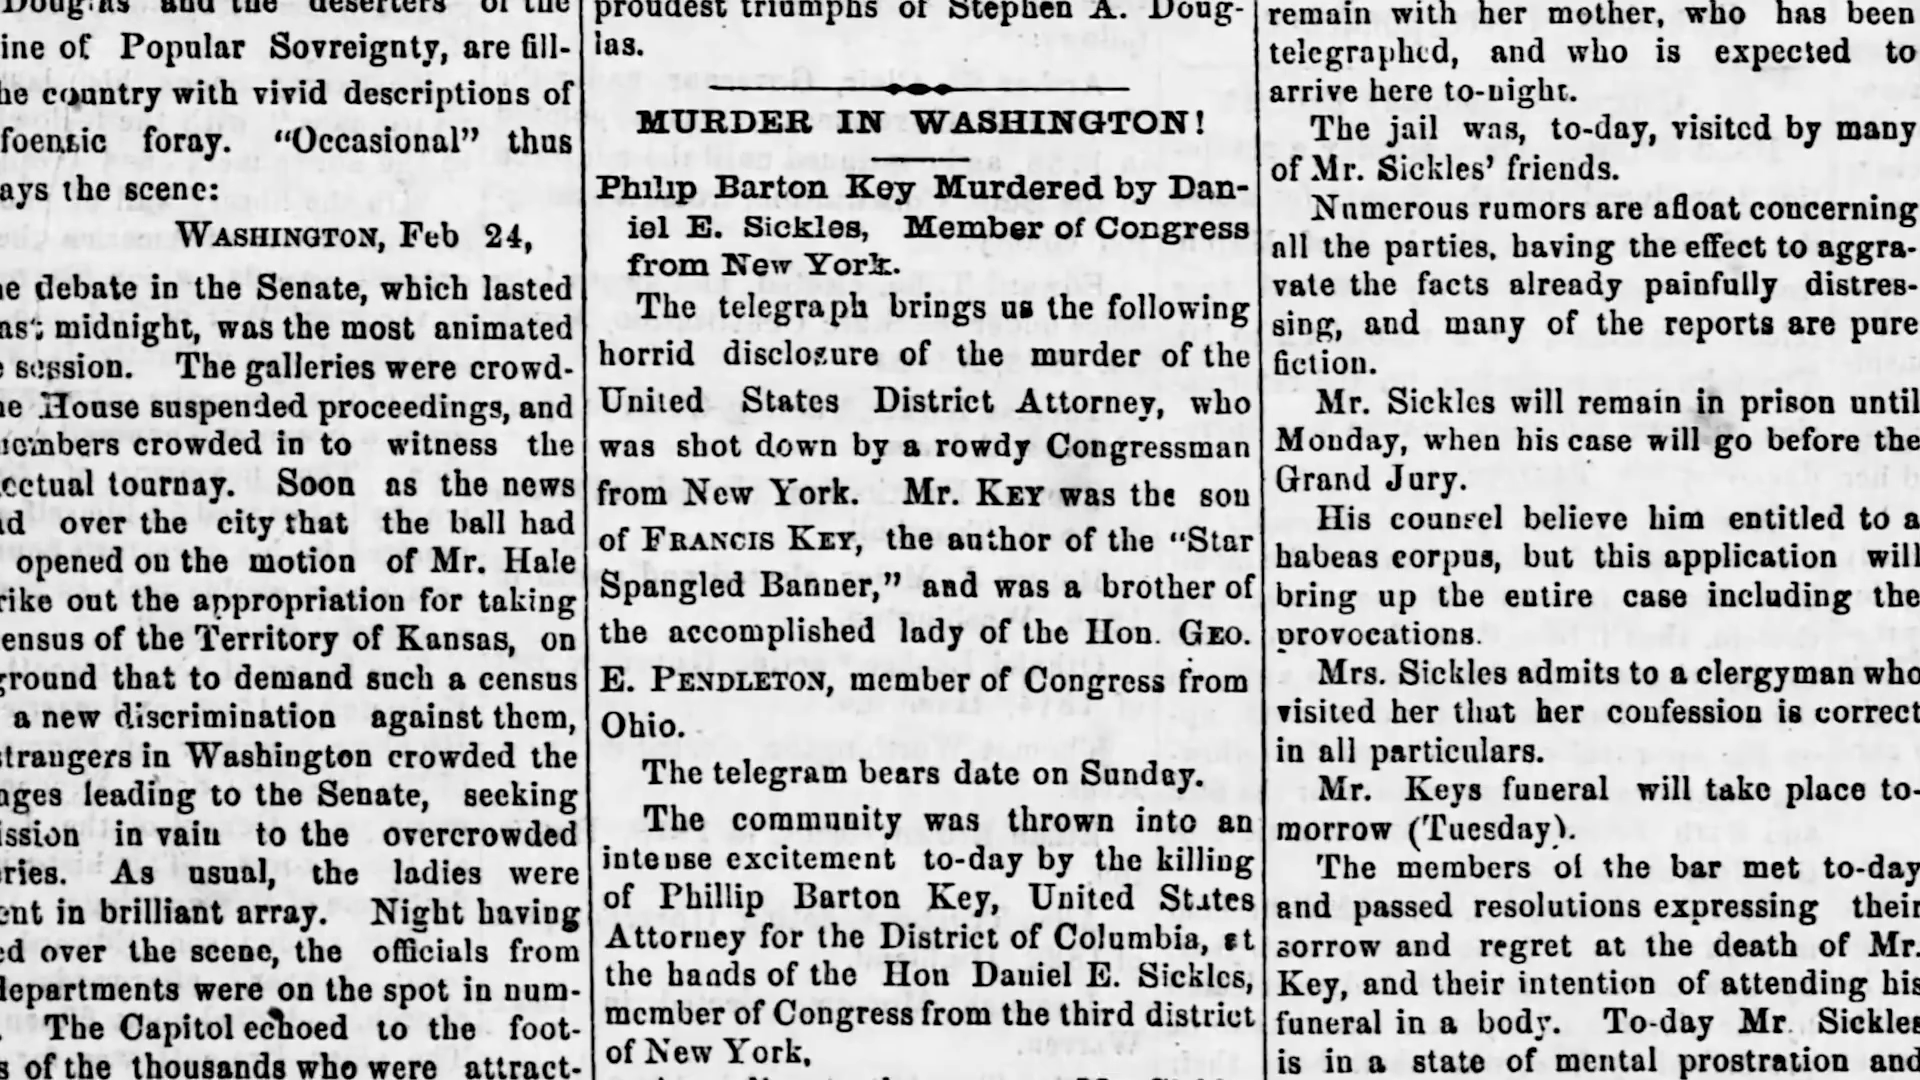 Douglas and the deserters of the
ine of Popular Sovreignty, are fill-
he country with vivid descriptions of
foensic foray. "Occasional" thus
ays the scene:
WASHINGTON, Feb 24,
he debate in the Senate, which lasted
ast midnight, was the most animated
e session. The galleries were crowd-
he House suspended proceedings, and
nembers crowded in to witness the
lectual tournay. Soon as the news
ad over the city that the ball had
opened on the motion of Mr. Hale
rike out the appropriation for taking
ensus of the Territory of Kansas, on
ground that to demand such a census
a new discrimination against them,
strangers in Washington crowded the
ages leading to the Senate, seeking
ission in vain to the overcrowded
eries. As usual, the ladies were
ent in brilliant array. Night having
ed over the scene, the officials from
departments were on the spot in num-
The Capitol echoed to the foot-
s of the thousands who were attract-
proudest triumphs of Stephen A. Doug-
las.
MURDER IN WASHINGTON!
Philip Barton Key Murdered by Dan-
iel E. Sickles, Member of Congress
from New York.
The telegraph brings us the following
horrid disclosure of the murder of the
United States District Attorney, who
was shot down by a rowdy Congressman
from New York. Mr. KEY was the son
of FRANCIS KEY, the author of the "Star
Spangled Banner," and was a brother of
the accomplished lady of the Hon. GEO.
E. PENDLETON, member of Congress from
Ohio.
The telegram bears date on Sunday.
The community was thrown into an
intense excitement to-day by the killing
of Phillip Barton Key, United States
Attorney for the District of Columbia, at
the hands of the Hon Daniel E. Sickles,
member of Congress from the third district
of New York,
remain with her mother, who has been
telegraphed, and who is expected to
arrive here to-night.
The jail was, to-day, visited by many
of Mr. Sickles' friends.
Numerous rumors are afloat concerning
all the parties, having the effect to aggra-
vate the facts already painfully distres-
sing, and many of the reports are pure
fiction.
Mr. Sickles will remain in prison until
Monday, when his case will go before the
Grand Jury.
His counsel believe him entitled to a
habeas corpus, but this application will
bring up the entire case including the
provocations.
Mrs. Sickles admits to a clergyman who
visited her that her confession is correct
in all particulars.
Mr. Keys funeral will take place to-
morrow (Tuesday).
The members of the bar met to-day
and passed resolutions expressing their
sorrow and regret at the death of Mr.
Key, and their intention of attending his
funeral in a body. To-day Mr. Sickles
is in a state of mental prostration and